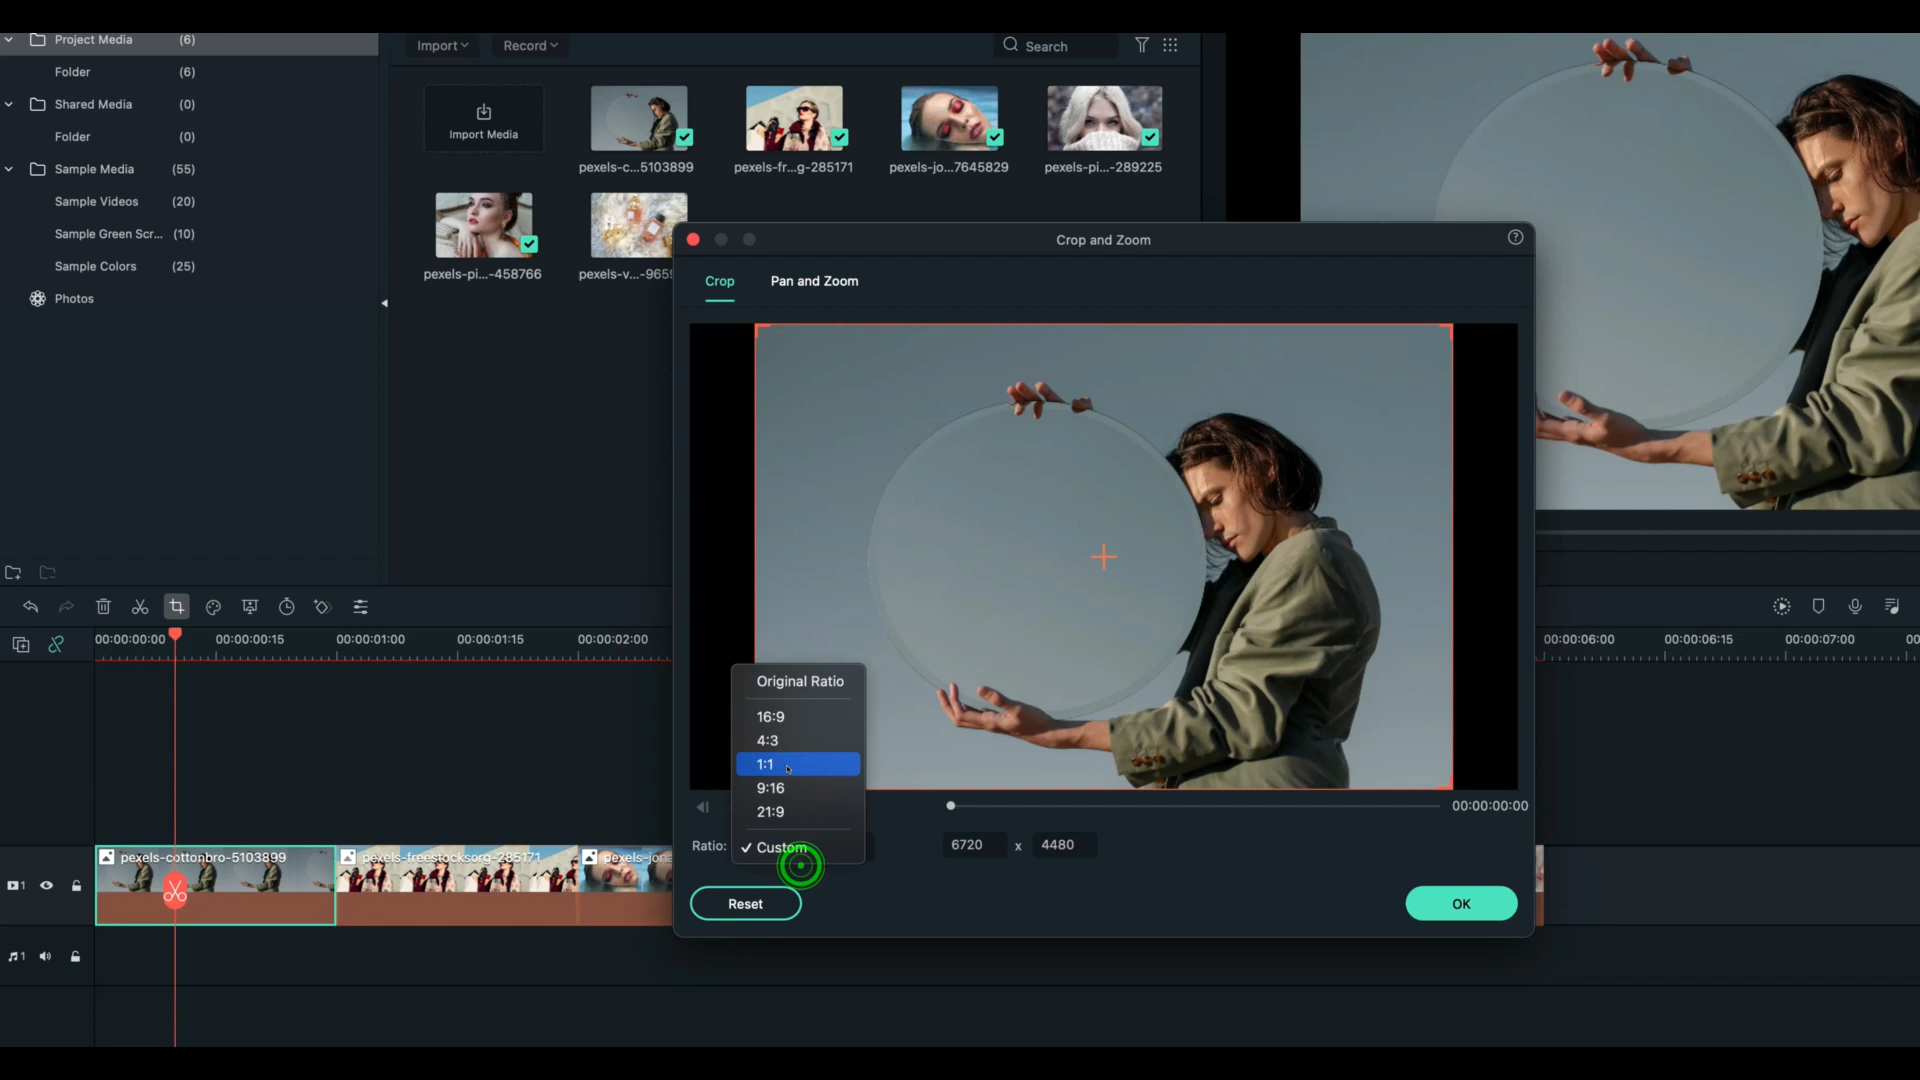 Project Media (6)
Folder (6)
Shared Media (0)
Folder (0)
Sample Media (55)
Sample Videos (20)
Sample Green Scr... (10)
Sample Colors (25)
Photos
Import
Record
Search
Import Media
pexels-c...5103899
pexels-fr...g-285171
pexels-jo...7645829
pexels-pi...-289225
pexels-pi...-458766
pexels-v...-965
Crop and Zoom
Crop
Pan and Zoom
Original Ratio
16:9
4:3
1:1
9:16
21:9
Custom
00:00:00:00
Ratio:
6720 x 4480
Reset
OK
00:00:00:00
00:00:00:15
00:00:01:00
00:00:01:15
00:00:02:00
00:00:06:00
00:00:06:15
00:00:07:00
00
pexels-cottonbro-5103899
pexels-freestocksorg-285171
pexels-jona
1
1